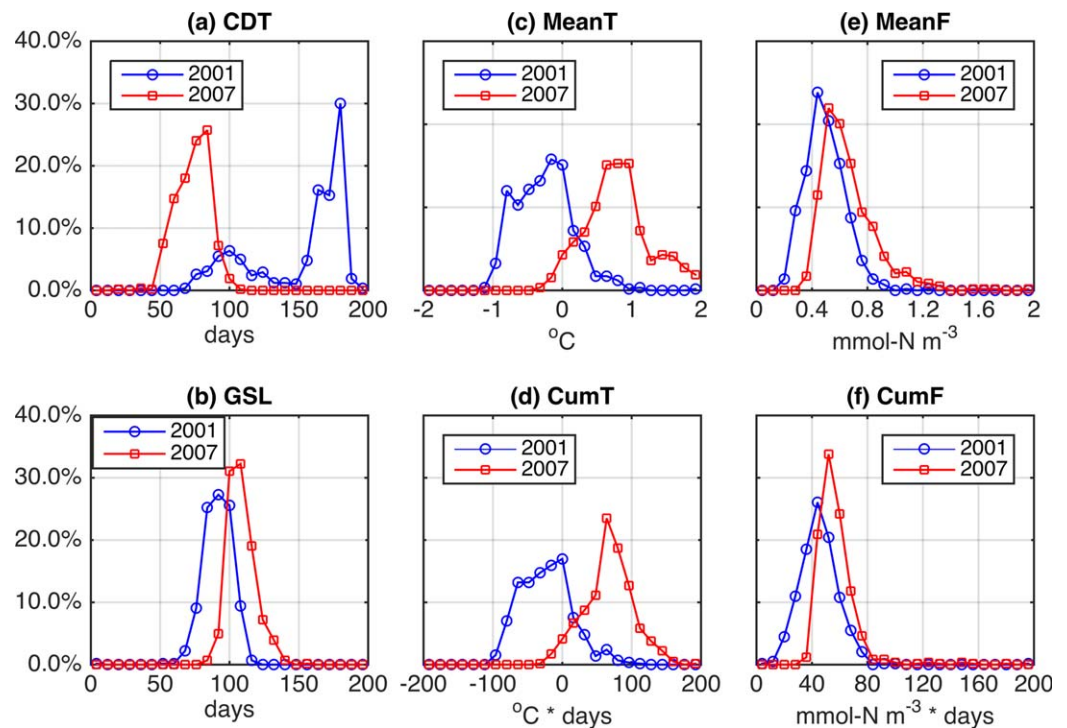 (a) CDT
(c) MeanT
(e) MeanF
40.0%
30.0%
20.0%
10.0%
0.0%
2001
2007
2001
2007
2001
2007
0 50 100 150 200
-2 -1 0 1 2
0 0.4 0.8 1.2 1.6 2
days
°C
mmol-N m⁻³
(b) GSL
(d) CumT
(f) CumF
40.0%
30.0%
20.0%
10.0%
0.0%
2001
2007
2001
2007
2001
2007
0 50 100 150 200
-200 -100 0 100 200
0 40 80 120 160 200
days
°C * days
mmol-N m⁻³ * days